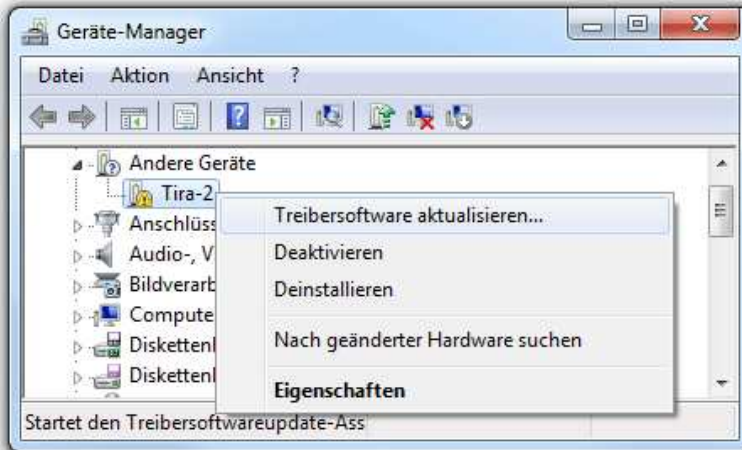 Geräte-Manager
Datei Aktion Ansicht ?
Andere Geräte
Tira-2
Treibersoftware aktualisieren...
Anschlüss
Deaktivieren
Audio-, V
Deinstallieren
Bildverarb
Compute
Nach geänderter Hardware suchen
Diskettenl
Diskettenl
Eigenschaften
Startet den Treibersoftwareupdate-Ass